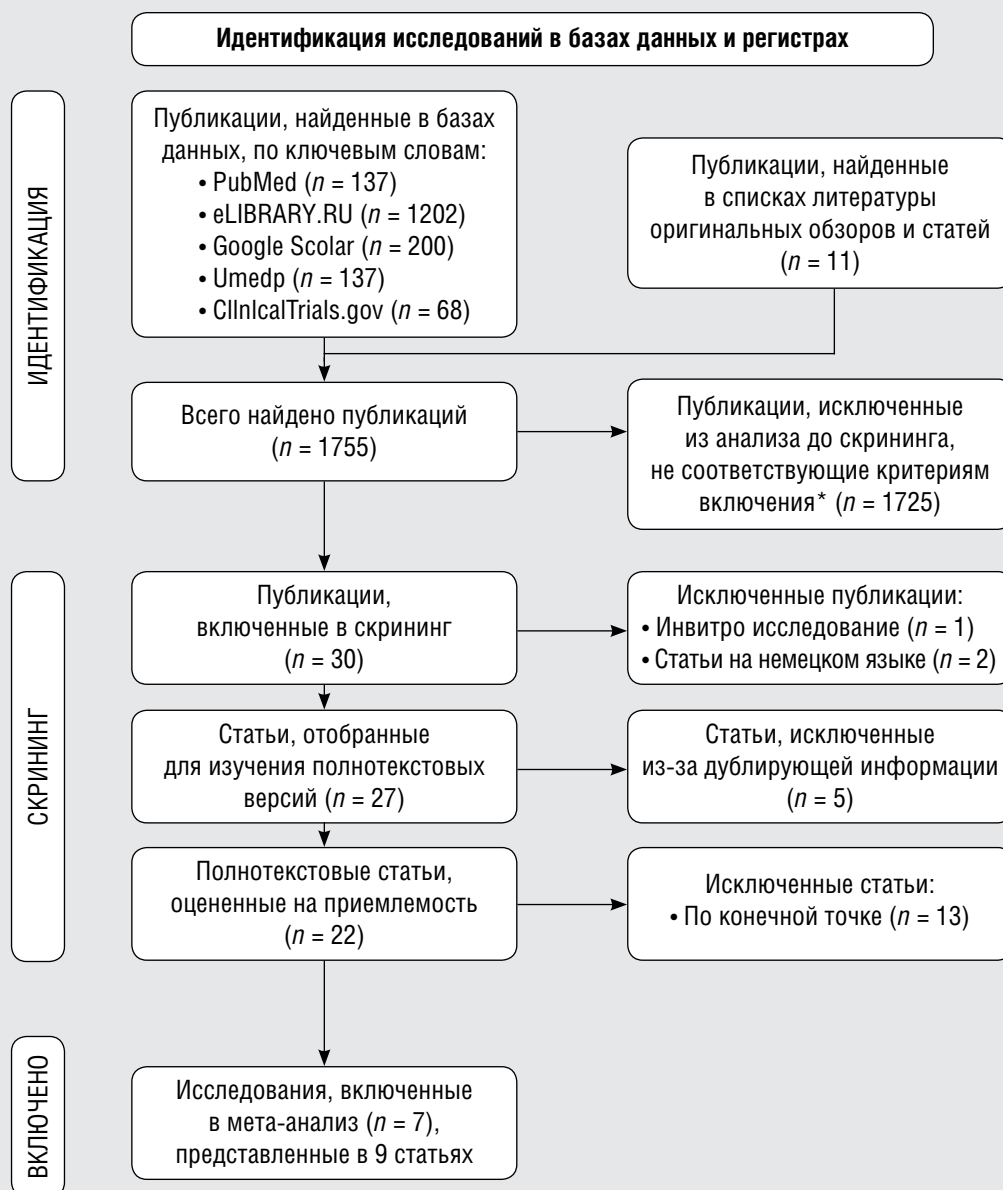 Идентификация исследований в базах данных и регистрах
ИДЕНТИФИКАЦИЯ
Публикации, найденные в базах
данных, по ключевым словам:
• PubMed (n = 137)
• eLIBRARY.RU (n = 1202)
• Google Scolar (n = 200)
• Umedp (n = 137)
• ClInIcalTrials.gov (n = 68)
Публикации, найденные
в списках литературы
оригинальных обзоров и статей
(n = 11)
Всего найдено публикаций
(n = 1755)
Публикации, исключенные
из анализа до скрининга,
не соответствующие критериям
включения* (n = 1725)
СКРИНИНГ
Публикации,
включенные в скрининг
(n = 30)
Исключенные публикации:
• Инвитро исследование (n = 1)
• Статьи на немецком языке (n = 2)
Статьи, отобранные
для изучения полнотекстовых
версий (n = 27)
Статьи, исключенные
из-за дублирующей информации
(n = 5)
Полнотекстовые статьи,
оцененные на приемлемость
(n = 22)
Исключенные статьи:
• По конечной точке (n = 13)
ВКЛЮЧЕНО
Исследования, включенные
в мета-анализ (n = 7),
представленные в 9 статьях